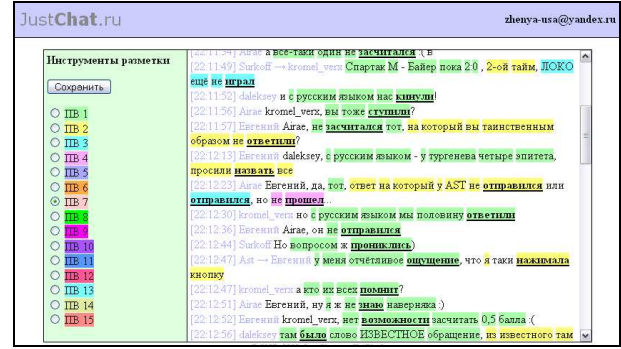 JustChat.ru
zhenya-usa@yandex.ru
Инструменты разметки
Сохранить
ПВ 1
ПВ 2
ПВ 3
ПВ 4
ПВ 5
ПВ 6
ПВ 7
ПВ 8
ПВ 9
ПВ 10
ПВ 11
ПВ 12
ПВ 13
ПВ 14
ПВ 15
[22:11:34] Airae а все-таки один не засчитался :( в
[22:11:49] Surkoff → kromel_verx Спартак М - Байер пока 2:0 , 2-ой тайм, ЛОКО
ещё не играл
[22:11:52] daleksey и с русским языком нас кинули!
[22:11:56] Airae kromel_verx, вы тоже ступили?
[22:11:57] Евгений Airae, не засчитался тот, на который вы таинственным
образом не ответили?
[22:12:13] Евгений daleksey, с русским языком - у тургенева четыре эпитета,
просили назвать все
[22:12:23] Airae Евгений, да, тот, ответ на который у AST не отправился или
отправился, но не прошел...
[22:12:30] kromel_verx но с русским языком мы половину ответили
[22:12:36] Евгений Airae, он не отправился
[22:12:44] Surkoff Но вопросом ж прониклись)
[22:12:47] Ast → Евгений у меня отчётливое ощущение, что я таки нажимала
кнопку
[22:12:47] kromel_verx а кто их всех помнит?
[22:12:51] Airae Евгений, ну я ж не знаю наверняка :)
[22:12:52] Евгений kromel_verx, нет возможности засчитать 0,5 балла :(
[22:12:56] daleksey там было слово ИЗВЕСТНОЕ обращение, из известного там